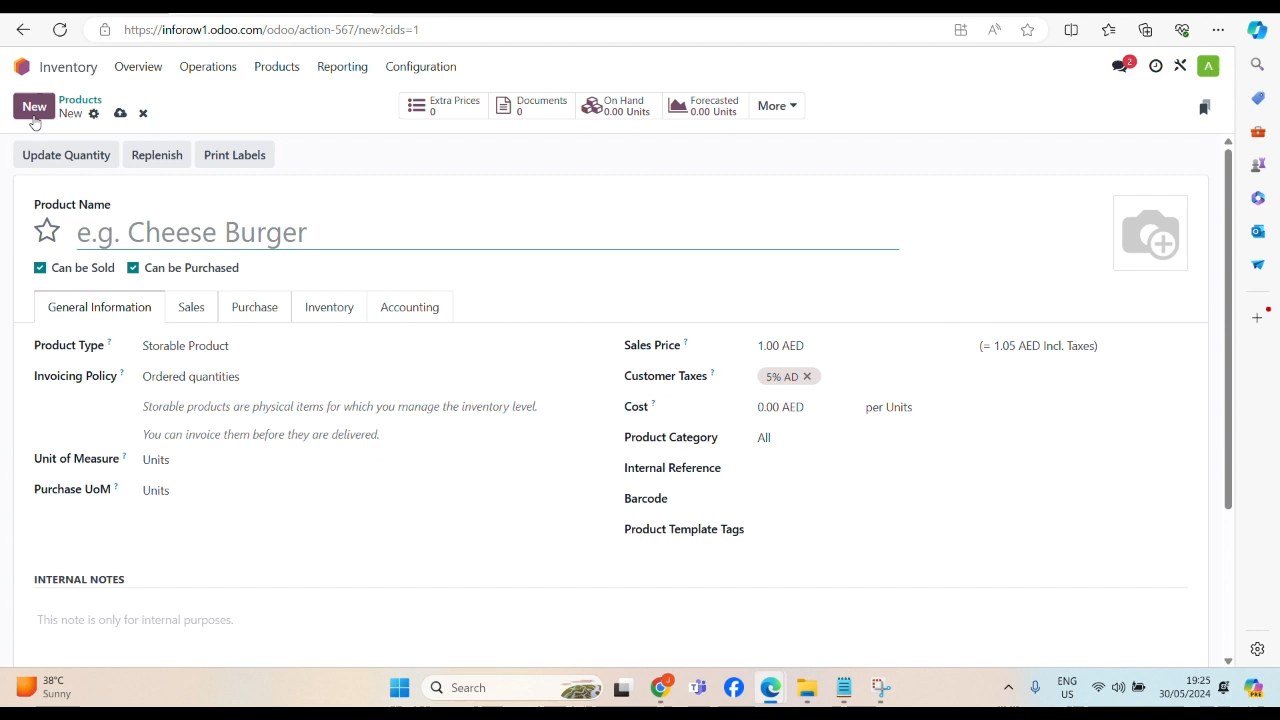 https://inforow1.odoo.com/odoo/action-567/new?cids=1
Inventory Overview Operations Products Reporting Configuration 2 A
New Products
New
Extra Prices
0
Documents
0
On Hand
0.00 Units
Forecasted
0.00 Units
More
Update Quantity Replenish Print Labels
Product Name
e.g. Cheese Burger
Can be Sold Can be Purchased
General Information Sales Purchase Inventory Accounting
Product Type ? Storable Product
Invoicing Policy ? Ordered quantities
Storable products are physical items for which you manage the inventory level.
You can invoice them before they are delivered.
Unit of Measure ? Units
Purchase UoM ? Units
Sales Price ? 1.00 AED (= 1.05 AED Incl. Taxes)
Customer Taxes ? 5% AD
Cost ? 0.00 AED per Units
Product Category All
Internal Reference
Barcode
Product Template Tags
INTERNAL NOTES
This note is only for internal purposes.
38°C
Sunny
Search
ENG
US
19:25
30/05/2024